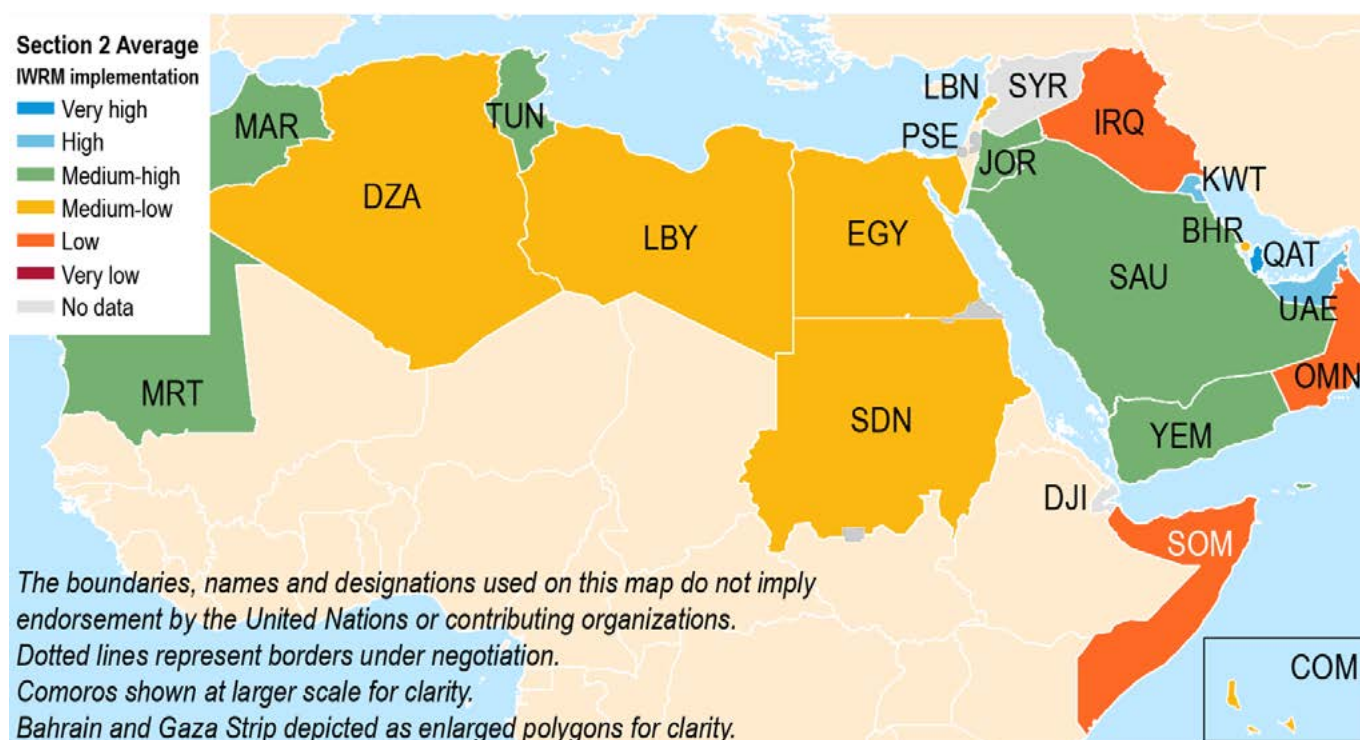 Section 2 Average
IWRM implementation
Very high
High
Medium-high
Medium-low
Low
Very low
No data
MAR
TUN
DZA
LBY
EGY
LBN
SYR
PSE
IRQ
JOR
KWT
BHR
QAT
SAU
UAE
OMN
MRT
SDN
YEM
DJI
SOM
The boundaries, names and designations used on this map do not imply
endorsement by the United Nations or contributing organizations.
Dotted lines represent borders under negotiation.
Comoros shown at larger scale for clarity.
Bahrain and Gaza Strip depicted as enlarged polygons for clarity.
COM